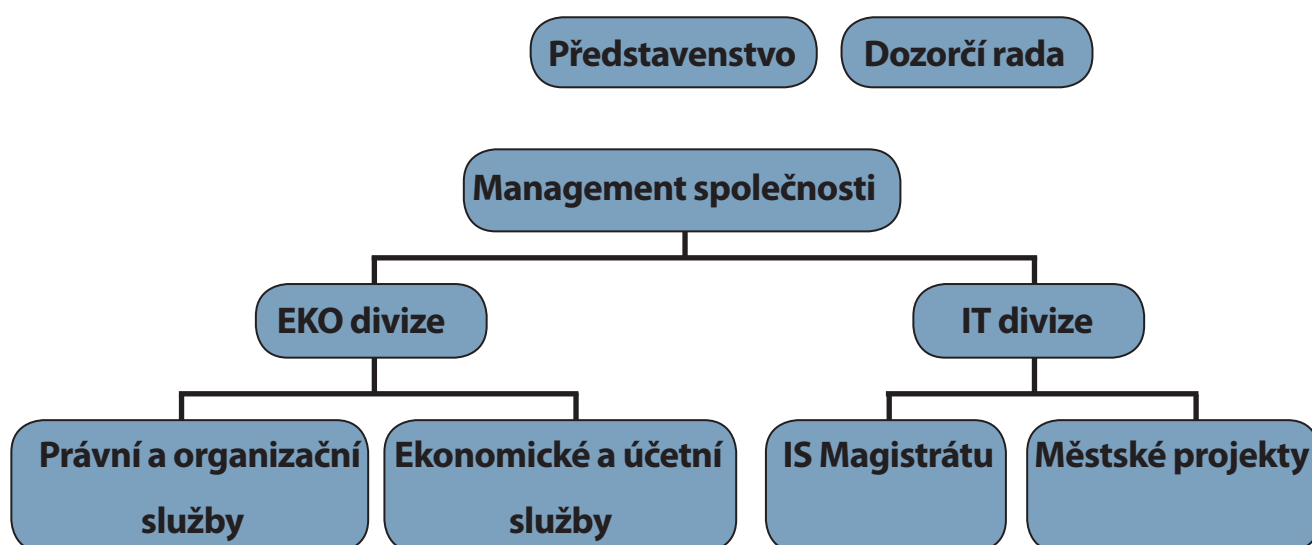 Představenstvo
Dozorčí rada
Management společnosti
EKO divize
IT divize
Právní a organizační
služby
Ekonomické a účetní
služby
IS Magistrátu
Městské projekty